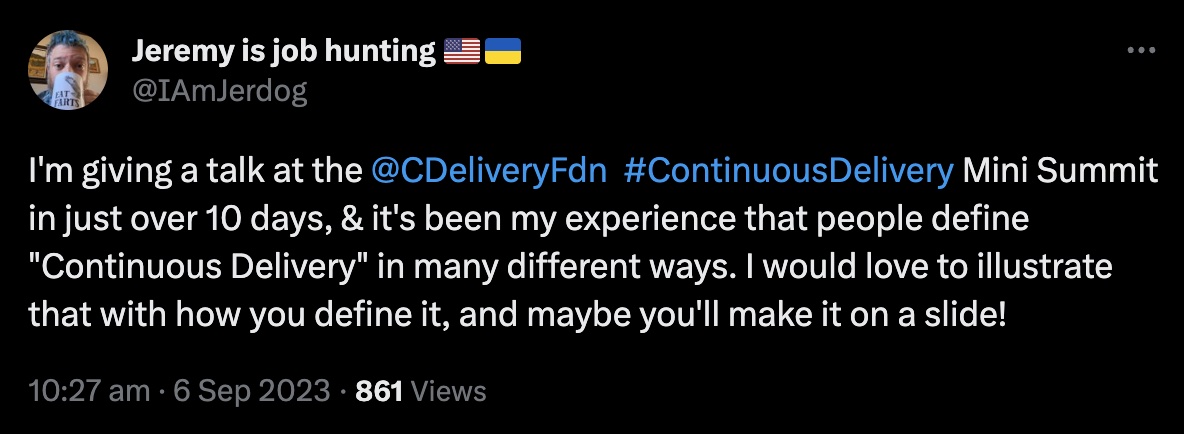 Jeremy is job hunting 🇺🇸🇺🇦
@IAmJerdog
I'm giving a talk at the @CDeliveryFdn #ContinuousDelivery Mini Summit
in just over 10 days, & it's been my experience that people define
"Continuous Delivery" in many different ways. I would love to illustrate
that with how you define it, and maybe you'll make it on a slide!
10:27 am · 6 Sep 2023 · 861 Views